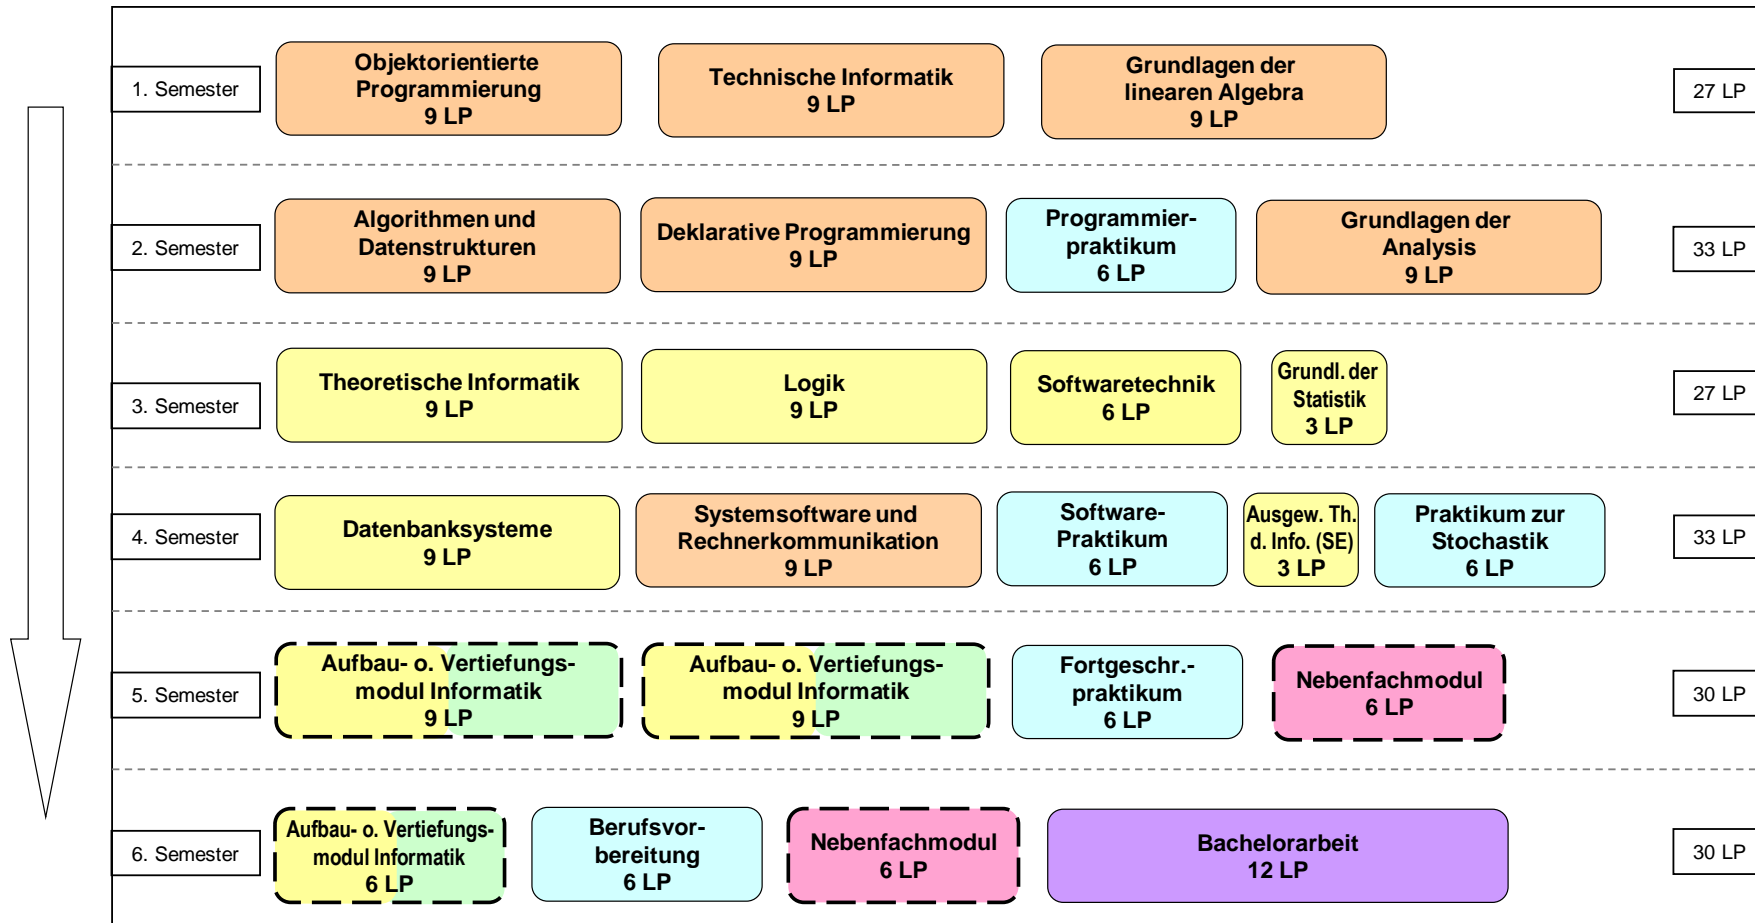 1. Semester
Objektorientierte
Programmierung
9 LP
Technische Informatik
9 LP
Grundlagen der
linearen Algebra
9 LP
27 LP
2. Semester
Algorithmen und
Datenstrukturen
9 LP
Deklarative Programmierung
9 LP
Programmier-
praktikum
6 LP
Grundlagen der
Analysis
9 LP
33 LP
3. Semester
Theoretische Informatik
9 LP
Logik
9 LP
Softwaretechnik
6 LP
Grundl. der
Statistik
3 LP
27 LP
4. Semester
Datenbanksysteme
9 LP
Systemsoftware und
Rechnerkommunikation
9 LP
Software-
Praktikum
6 LP
Ausgew. Th.
d. Info. (SE)
3 LP
Praktikum zur
Stochastik
6 LP
33 LP
5. Semester
Aufbau- o. Vertiefungs-
modul Informatik
9 LP
Aufbau- o. Vertiefungs-
modul Informatik
9 LP
Fortgeschr.-
praktikum
6 LP
Nebenfachmodul
6 LP
30 LP
6. Semester
Aufbau- o. Vertiefungs-
modul Informatik
6 LP
Berufsvor-
bereitung
6 LP
Nebenfachmodul
6 LP
Bachelorarbeit
12 LP
30 LP